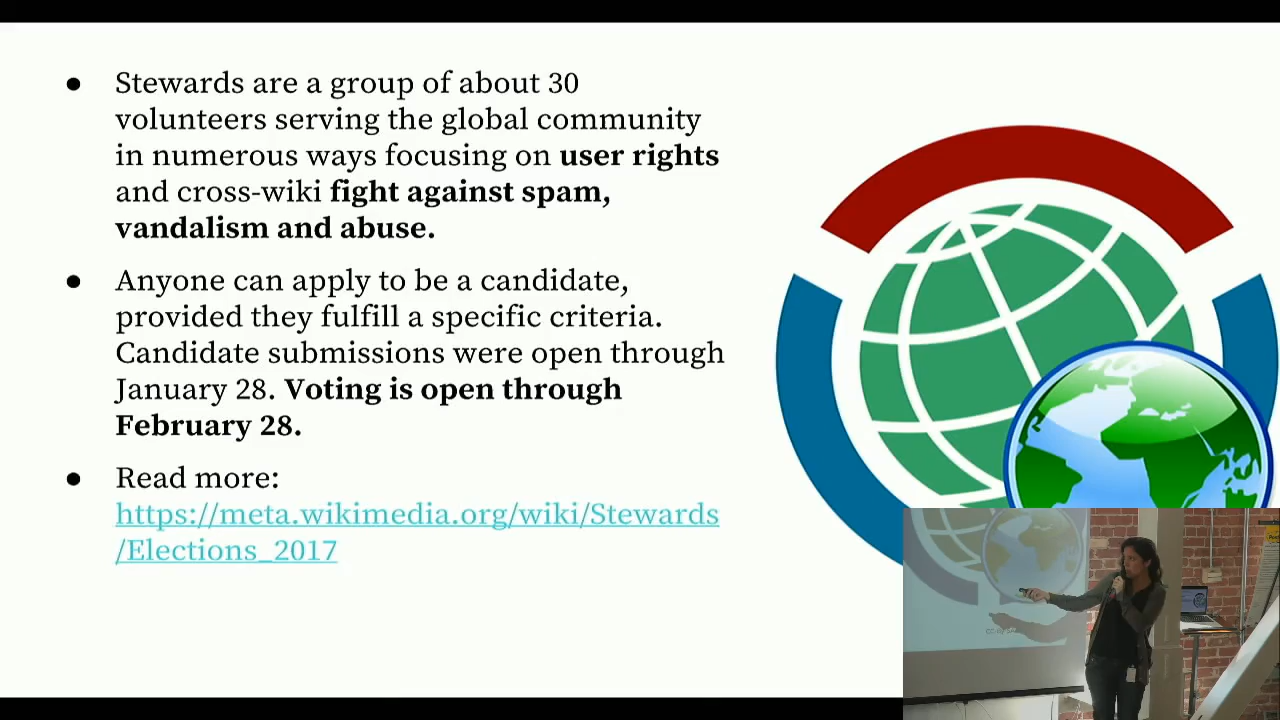 ● Stewards are a group of about 30
volunteers serving the global community
in numerous ways focusing on user rights
and cross-wiki fight against spam,
vandalism and abuse.
● Anyone can apply to be a candidate,
provided they fulfill a specific criteria.
Candidate submissions were open through
January 28. Voting is open through
February 28.
● Read more:
https://meta.wikimedia.org/wiki/Stewards
/Elections_2017